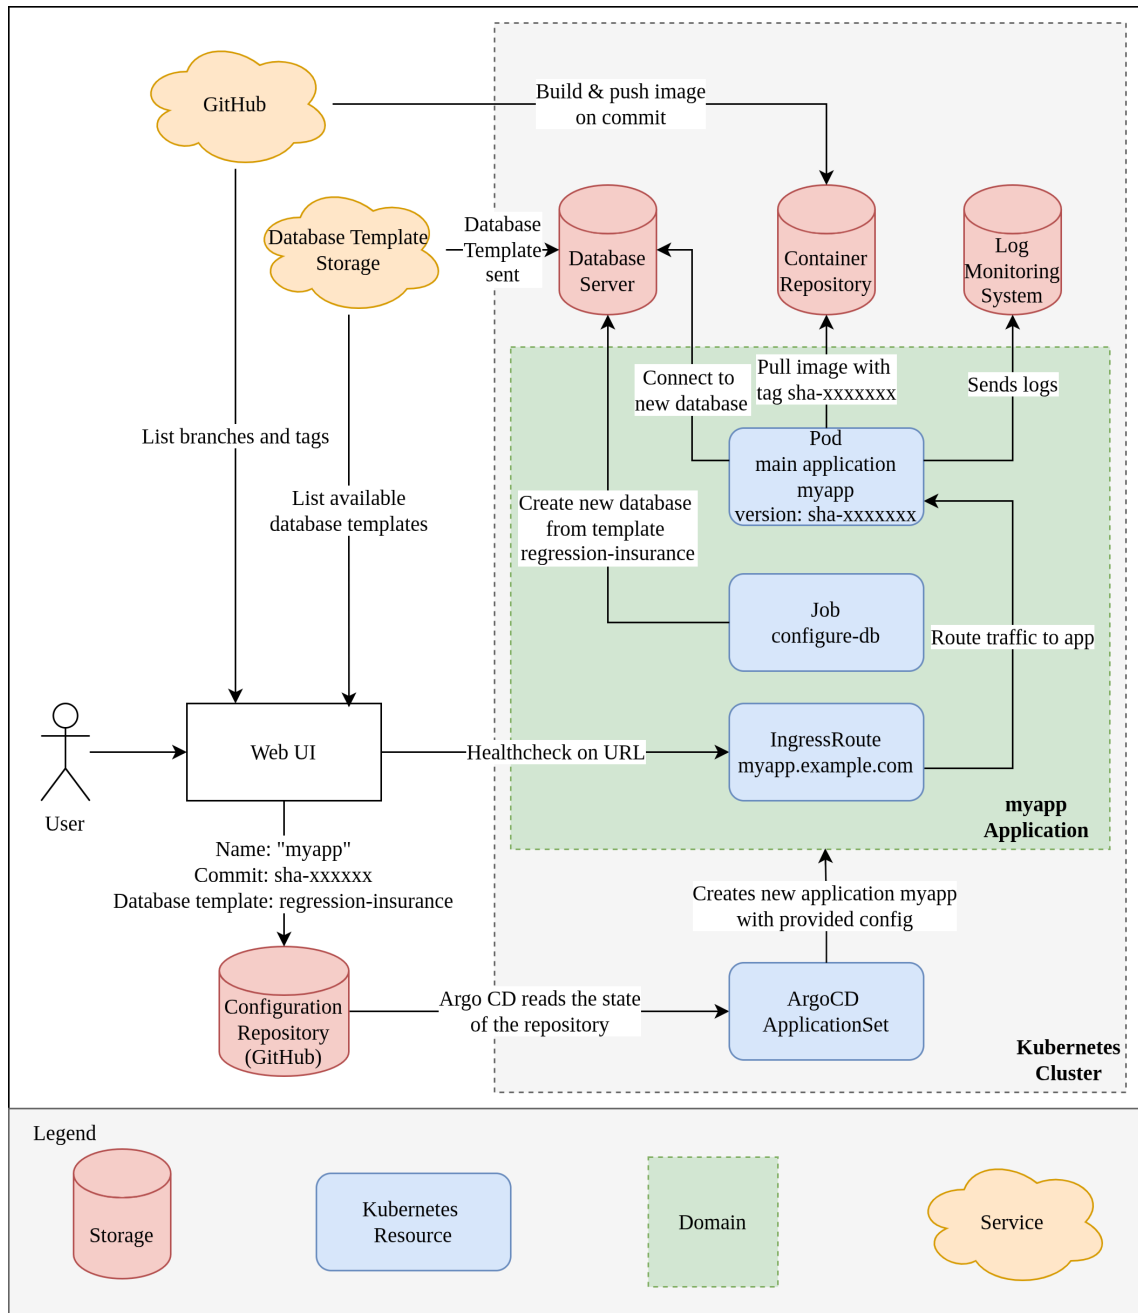 GitHub
Build & push image
on commit
Database Template
Storage
Database
Template
sent
Database
Server
Container
Repository
Log
Monitoring
System
Connect to
new database
Pull image with
tag sha-xxxxxxx
Sends logs
List branches and tags
Pod
main application
myapp
version: sha-xxxxxxx
List available
database templates
Create new database
from template
regression-insurance
Job
configure-db
Route traffic to app
User
Web UI
Healthcheck on URL
IngressRoute
myapp.example.com
myapp
Application
Name: "myapp"
Commit: sha-xxxxxx
Database template: regression-insurance
Creates new application myapp
with provided config
Configuration
Repository
(GitHub)
Argo CD reads the state
of the repository
ArgoCD
ApplicationSet
Kubernetes
Cluster
Legend
Storage
Kubernetes
Resource
Domain
Service